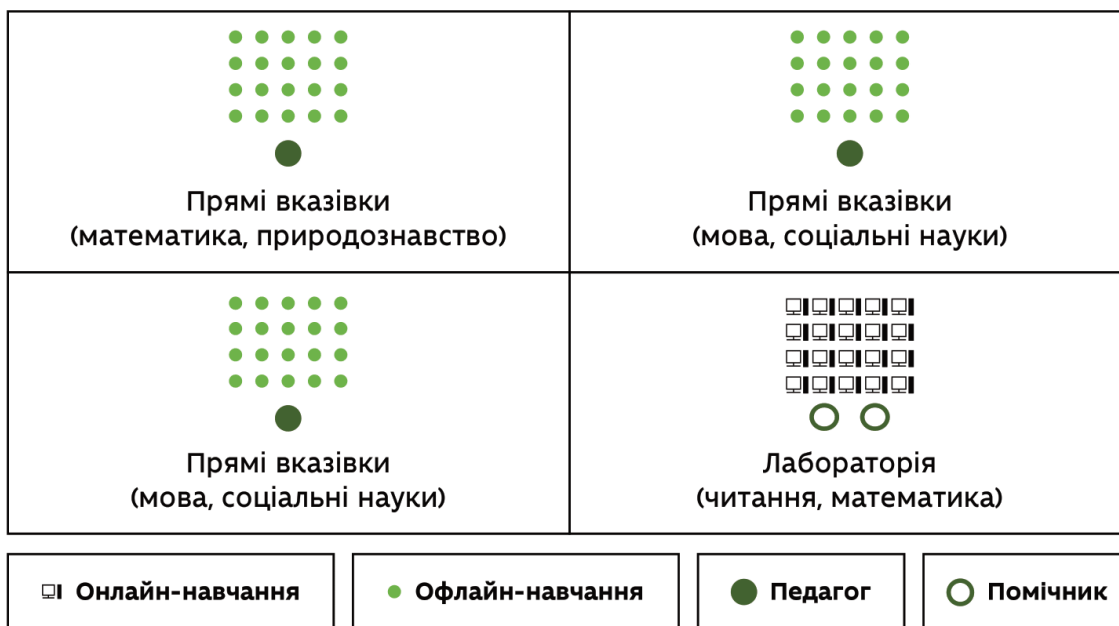 Прямі вказівки
(математика, природознавство)
Прямі вказівки
(мова, соціальні науки)
Прямі вказівки
(мова, соціальні науки)
Лабораторія
(читання, математика)
Онлайн-навчання
Офлайн-навчання
Педагог
Помічник